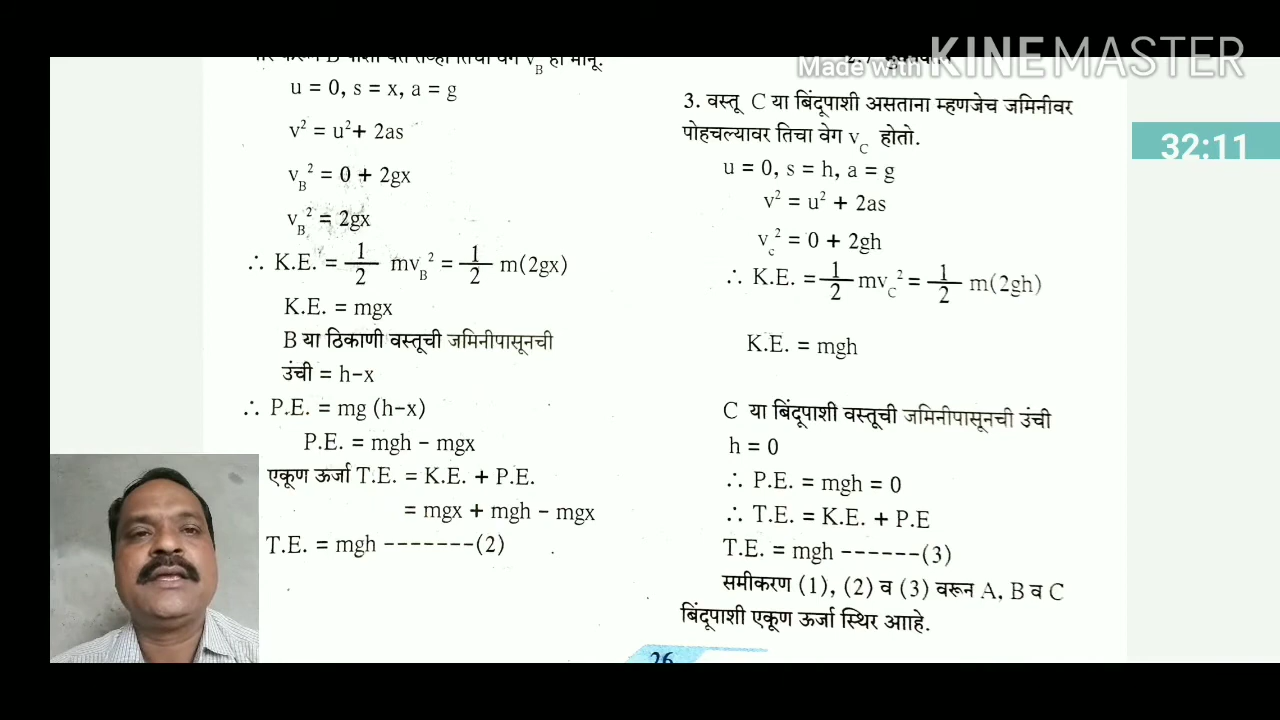 Made with KINEMASTER
32:11
v_B
u = 0, s = x, a = g
v² = u²+ 2as
v_B² = 0 + 2gx
v_B² = 2gx
∴ K.E. = 1/2 mv_B² = 1/2 m(2gx)
K.E. = mgx
B या ठिकाणी वस्तूची जमिनीपासूनची
उंची = h-x
∴ P.E. = mg (h-x)
P.E. = mgh - mgx
एकूण ऊर्जा T.E. = K.E. + P.E.
= mgx + mgh - mgx
T.E. = mgh -------(2)
3. वस्तू C या बिंदूपाशी असताना म्हणजेच जमिनीवर
पोहचल्यावर तिचा वेग v_C होतो.
u = 0, s = h, a = g
v² = u² + 2as
v_c² = 0 + 2gh
∴ K.E. = 1/2 mv_C² = 1/2 m(2gh)
K.E. = mgh
C या बिंदूपाशी वस्तूची जमिनीपासूनची उंची
h = 0
∴ P.E. = mgh = 0
∴ T.E. = K.E. + P.E
T.E. = mgh ------(3)
समीकरण (1), (2) व (3) वरून A, B व C
बिंदूपाशी एकूण ऊर्जा स्थिर आाहे.
26